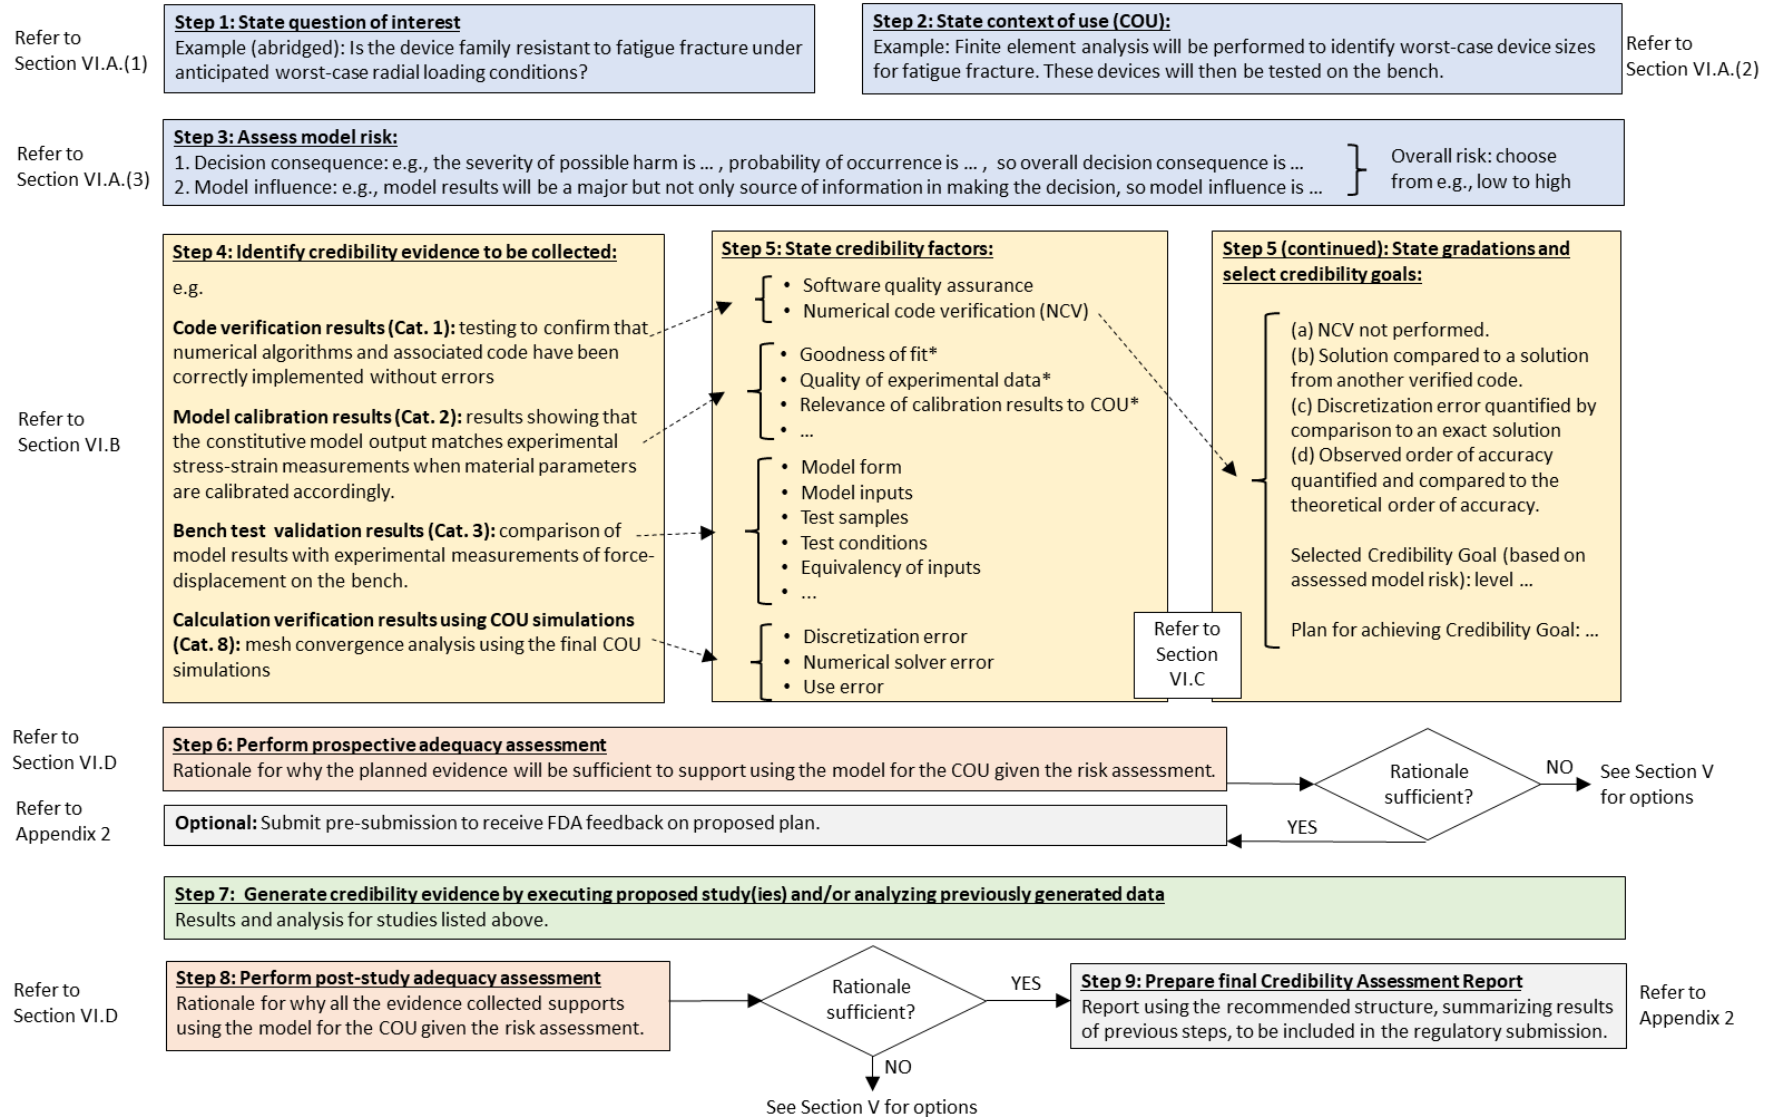 Refer to
Section VI.A.(1)
Step 1: State question of interest
Example (abridged): Is the device family resistant to fatigue fracture under
anticipated worst-case radial loading conditions?
Step 2: State context of use (COU):
Example: Finite element analysis will be performed to identify worst-case device sizes
for fatigue fracture. These devices will then be tested on the bench.
Refer to
Section VI.A.(2)
Refer to
Section VI.A.(3)
Step 3: Assess model risk:
1. Decision consequence: e.g., the severity of possible harm is … , probability of occurrence is … , so overall decision consequence is …
2. Model influence: e.g., model results will be a major but not only source of information in making the decision, so model influence is …
Overall risk: choose
from e.g., low to high
Refer to
Section VI.B
Step 4: Identify credibility evidence to be collected:
e.g.
Code verification results (Cat. 1): testing to confirm that
numerical algorithms and associated code have been
correctly implemented without errors
Model calibration results (Cat. 2): results showing that
the constitutive model output matches experimental
stress-strain measurements when material parameters
are calibrated accordingly.
Bench test  validation results (Cat. 3): comparison of
model results with experimental measurements of force-
displacement on the bench.
Calculation verification results using COU simulations
(Cat. 8): mesh convergence analysis using the final COU
simulations
Step 5: State credibility factors:
• Software quality assurance
• Numerical code verification (NCV)
• Goodness of fit*
• Quality of experimental data*
• Relevance of calibration results to COU*
• …
• Model form
• Model inputs
• Test samples
• Test conditions
• Equivalency of inputs
• ...
• Discretization error
• Numerical solver error
• Use error
Refer to
Section
VI.C
Step 5 (continued): State gradations and
select credibility goals:
(a) NCV not performed.
(b) Solution compared to a solution
from another verified code.
(c) Discretization error quantified by
comparison to an exact solution
(d) Observed order of accuracy
quantified and compared to the
theoretical order of accuracy.
Selected Credibility Goal (based on
assessed model risk): level …
Plan for achieving Credibility Goal: …
Refer to
Section VI.D
Step 6: Perform prospective adequacy assessment
Rationale for why the planned evidence will be sufficient to support using the model for the COU given the risk assessment.
Rationale
sufficient?
NO
See Section V
for options
YES
Refer to
Appendix 2
Optional: Submit pre-submission to receive FDA feedback on proposed plan.
Step 7:  Generate credibility evidence by executing proposed study(ies) and/or analyzing previously generated data
Results and analysis for studies listed above.
Refer to
Section VI.D
Step 8: Perform post-study adequacy assessment
Rationale for why all the evidence collected supports
using the model for the COU given the risk assessment.
Rationale
sufficient?
YES
NO
See Section V for options
Step 9: Prepare final Credibility Assessment Report
Report using the recommended structure, summarizing results
of previous steps, to be included in the regulatory submission.
Refer to
Appendix 2